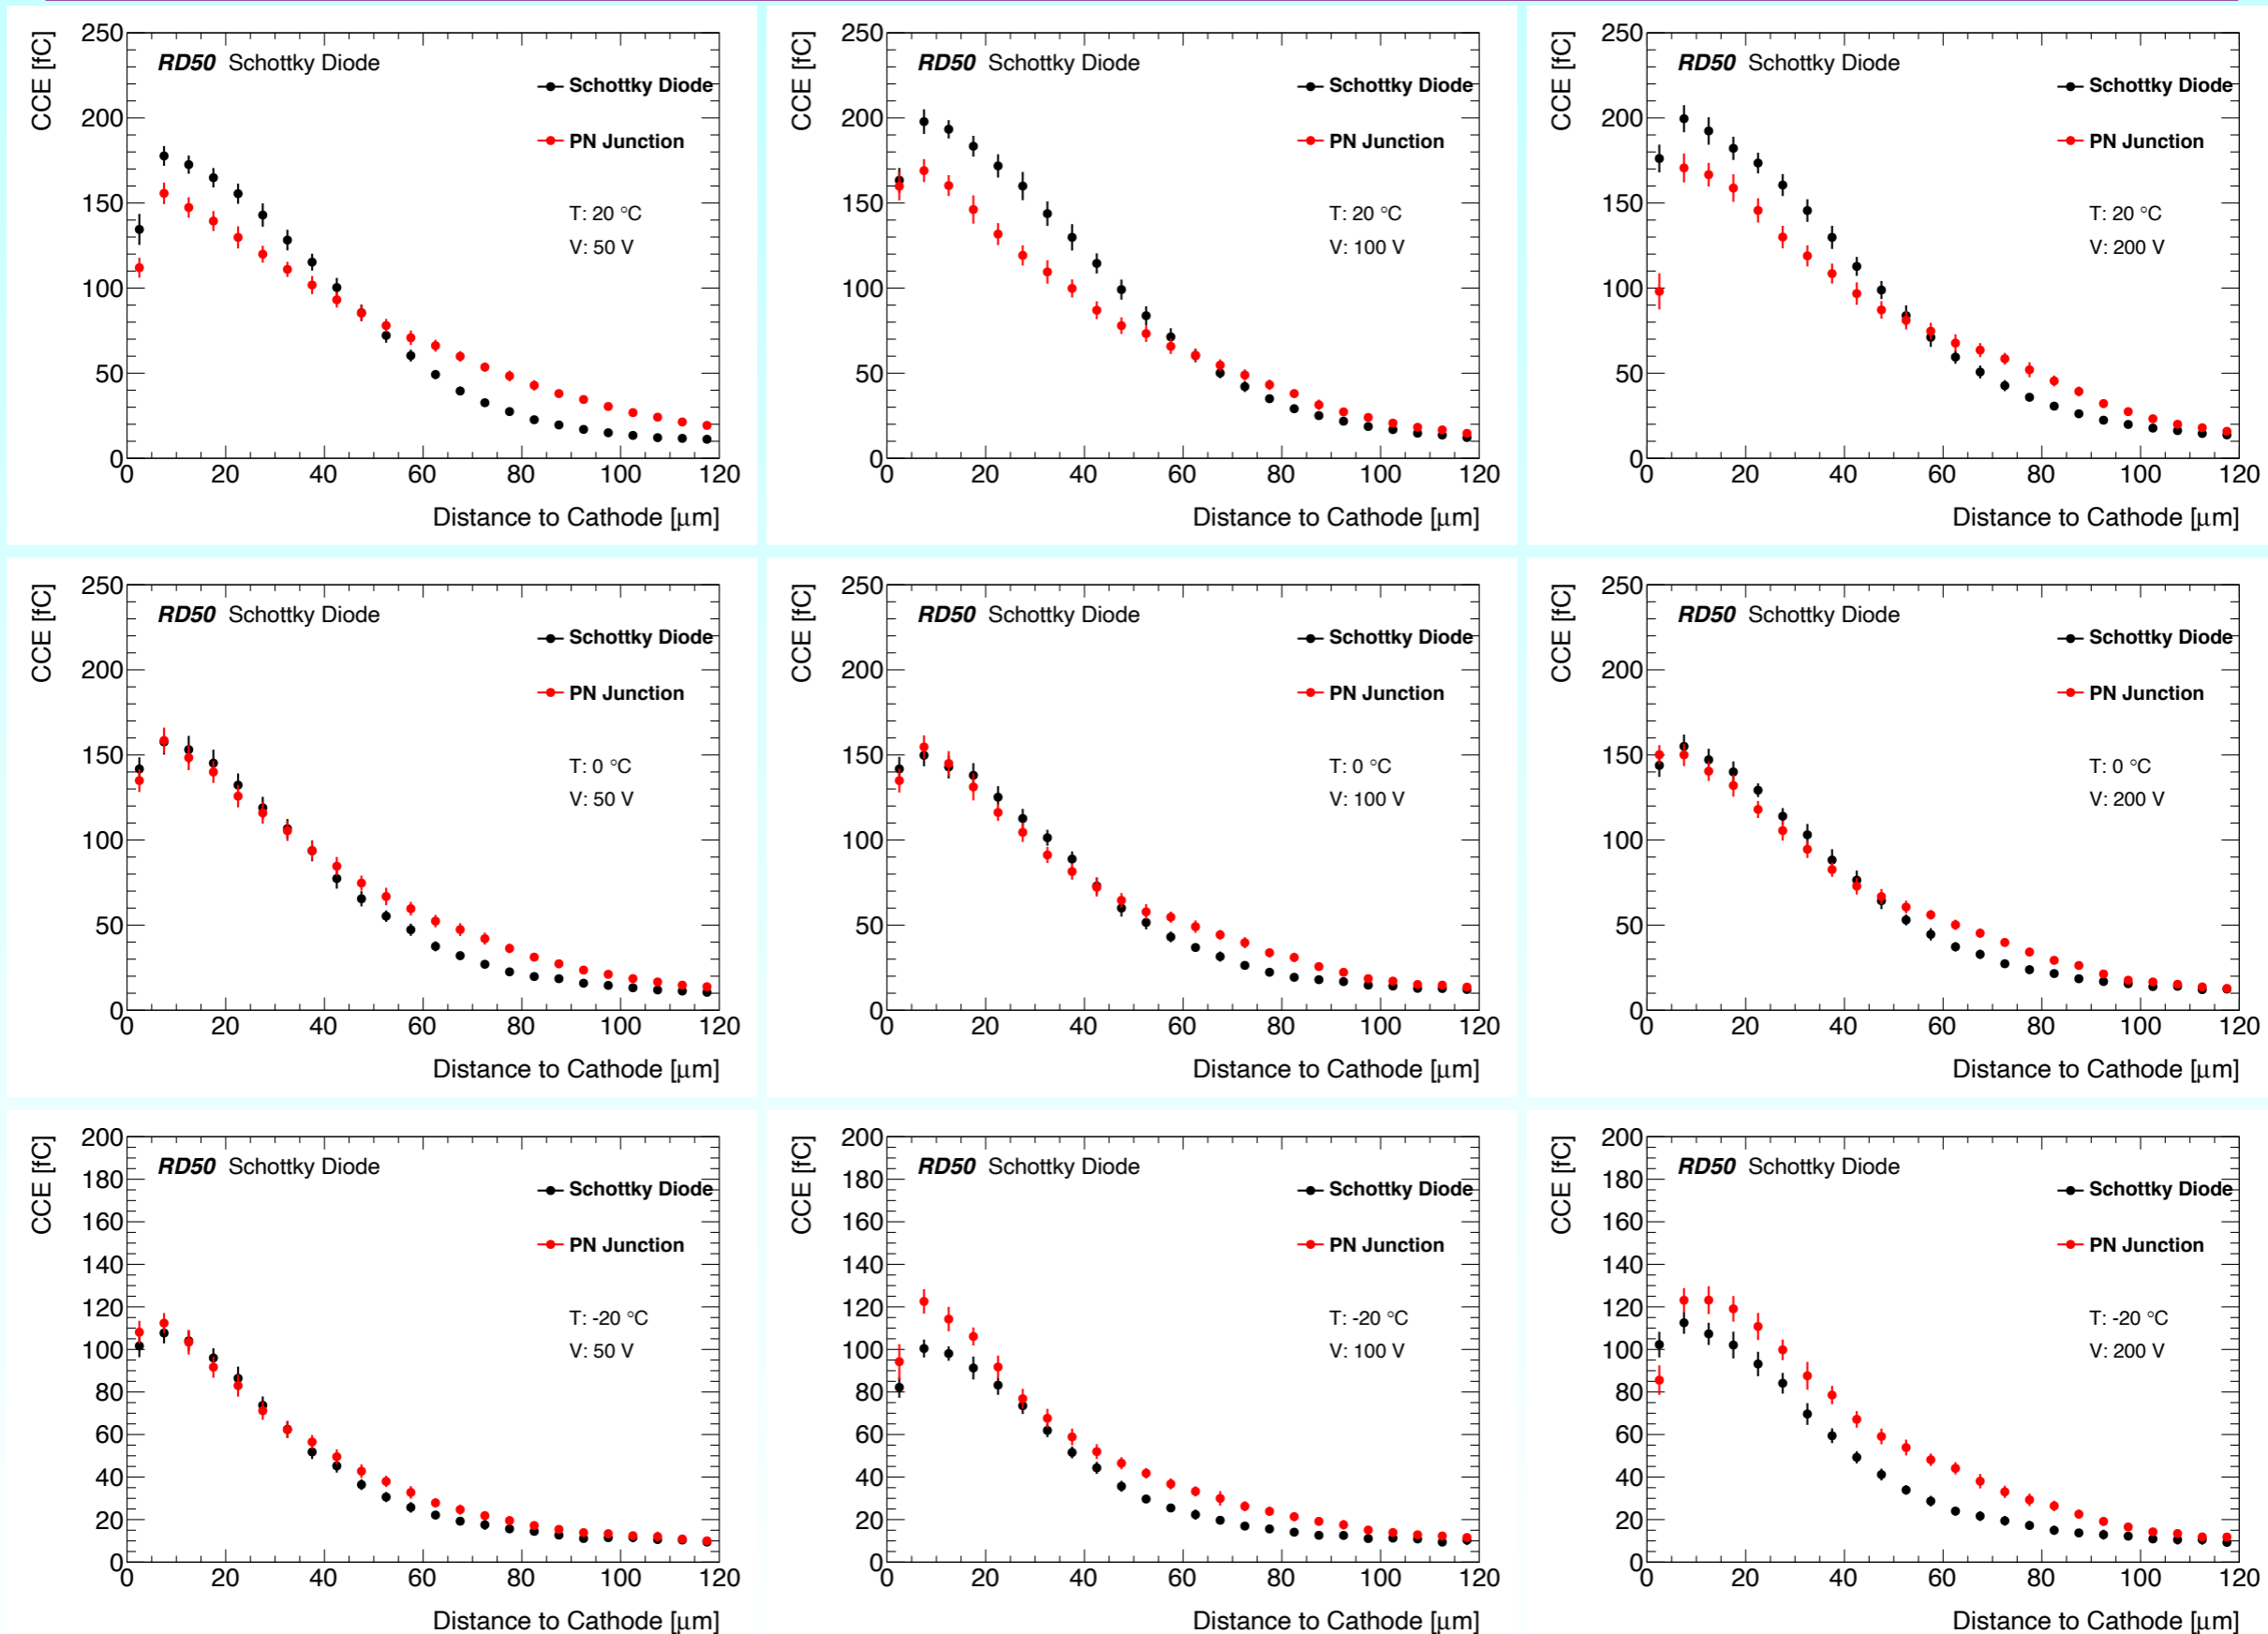 250
CCE [fC]
RD50 Schottky Diode
Schottky Diode
200
PN Junction
150
T: 20 °C
V: 50 V
100
50
0
0 20 40 60 80 100 120
Distance to Cathode [μm]
250
CCE [fC]
RD50 Schottky Diode
Schottky Diode
200
PN Junction
150
T: 20 °C
V: 100 V
100
50
0
0 20 40 60 80 100 120
Distance to Cathode [μm]
250
CCE [fC]
RD50 Schottky Diode
Schottky Diode
200
PN Junction
150
T: 20 °C
V: 200 V
100
50
0
0 20 40 60 80 100 120
Distance to Cathode [μm]
250
CCE [fC]
RD50 Schottky Diode
Schottky Diode
200
PN Junction
150
T: 0 °C
V: 50 V
100
50
0
0 20 40 60 80 100 120
Distance to Cathode [μm]
250
CCE [fC]
RD50 Schottky Diode
Schottky Diode
200
PN Junction
150
T: 0 °C
V: 100 V
100
50
0
0 20 40 60 80 100 120
Distance to Cathode [μm]
250
CCE [fC]
RD50 Schottky Diode
Schottky Diode
200
PN Junction
150
T: 0 °C
V: 200 V
100
50
0
0 20 40 60 80 100 120
Distance to Cathode [μm]
200
CCE [fC]
RD50 Schottky Diode
180
Schottky Diode
160
PN Junction
140
120
T: -20 °C
V: 50 V
100
80
60
40
20
0
0 20 40 60 80 100 120
Distance to Cathode [μm]
200
CCE [fC]
RD50 Schottky Diode
180
Schottky Diode
160
PN Junction
140
120
T: -20 °C
V: 100 V
100
80
60
40
20
0
0 20 40 60 80 100 120
Distance to Cathode [μm]
200
CCE [fC]
RD50 Schottky Diode
180
Schottky Diode
160
PN Junction
140
120
T: -20 °C
V: 200 V
100
80
60
40
20
0
0 20 40 60 80 100 120
Distance to Cathode [μm]